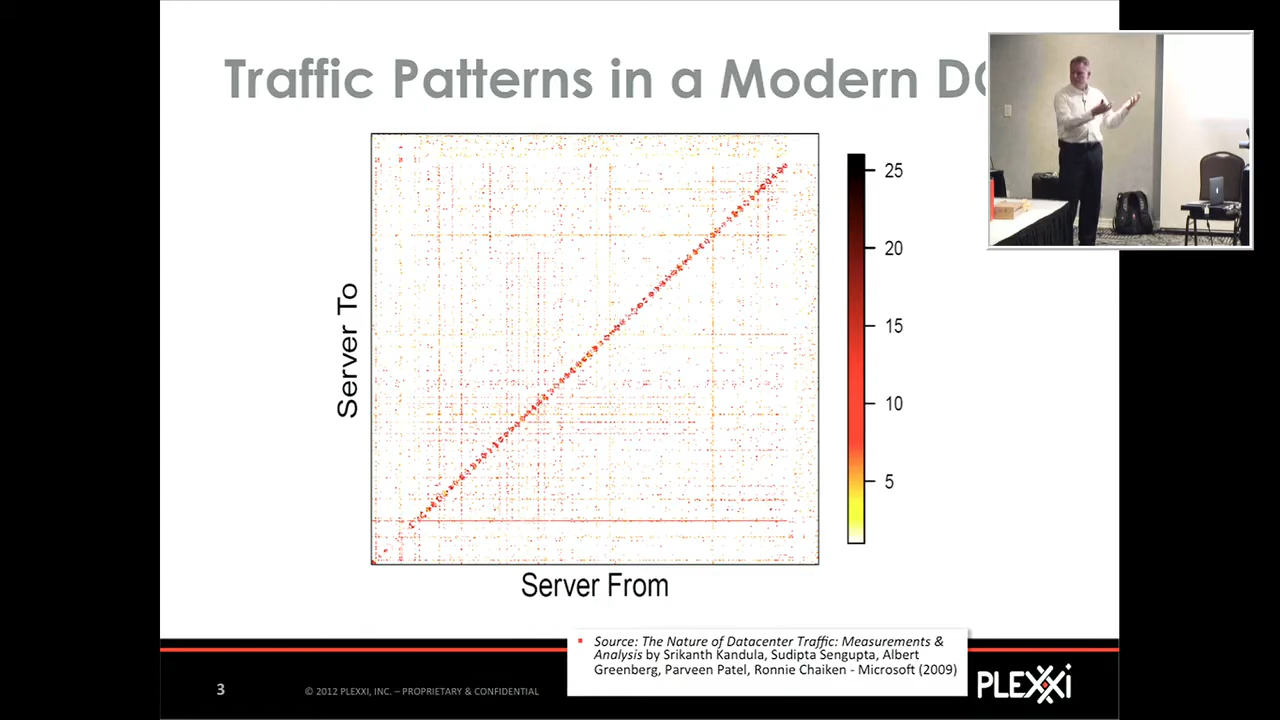 Traffic Patterns in a Modern
25
20
15
10
5
Server To
Server From
Source: The Nature of Datacenter Traffic: Measurements &
Analysis by Srikanth Kandula, Sudipta Sengupta, Albert
Greenberg, Parveen Patel, Ronnie Chaiken - Microsoft (2009)
3
© 2012 PLEXXI, INC. – PROPRIETARY & CONFIDENTIAL
PLEXXI